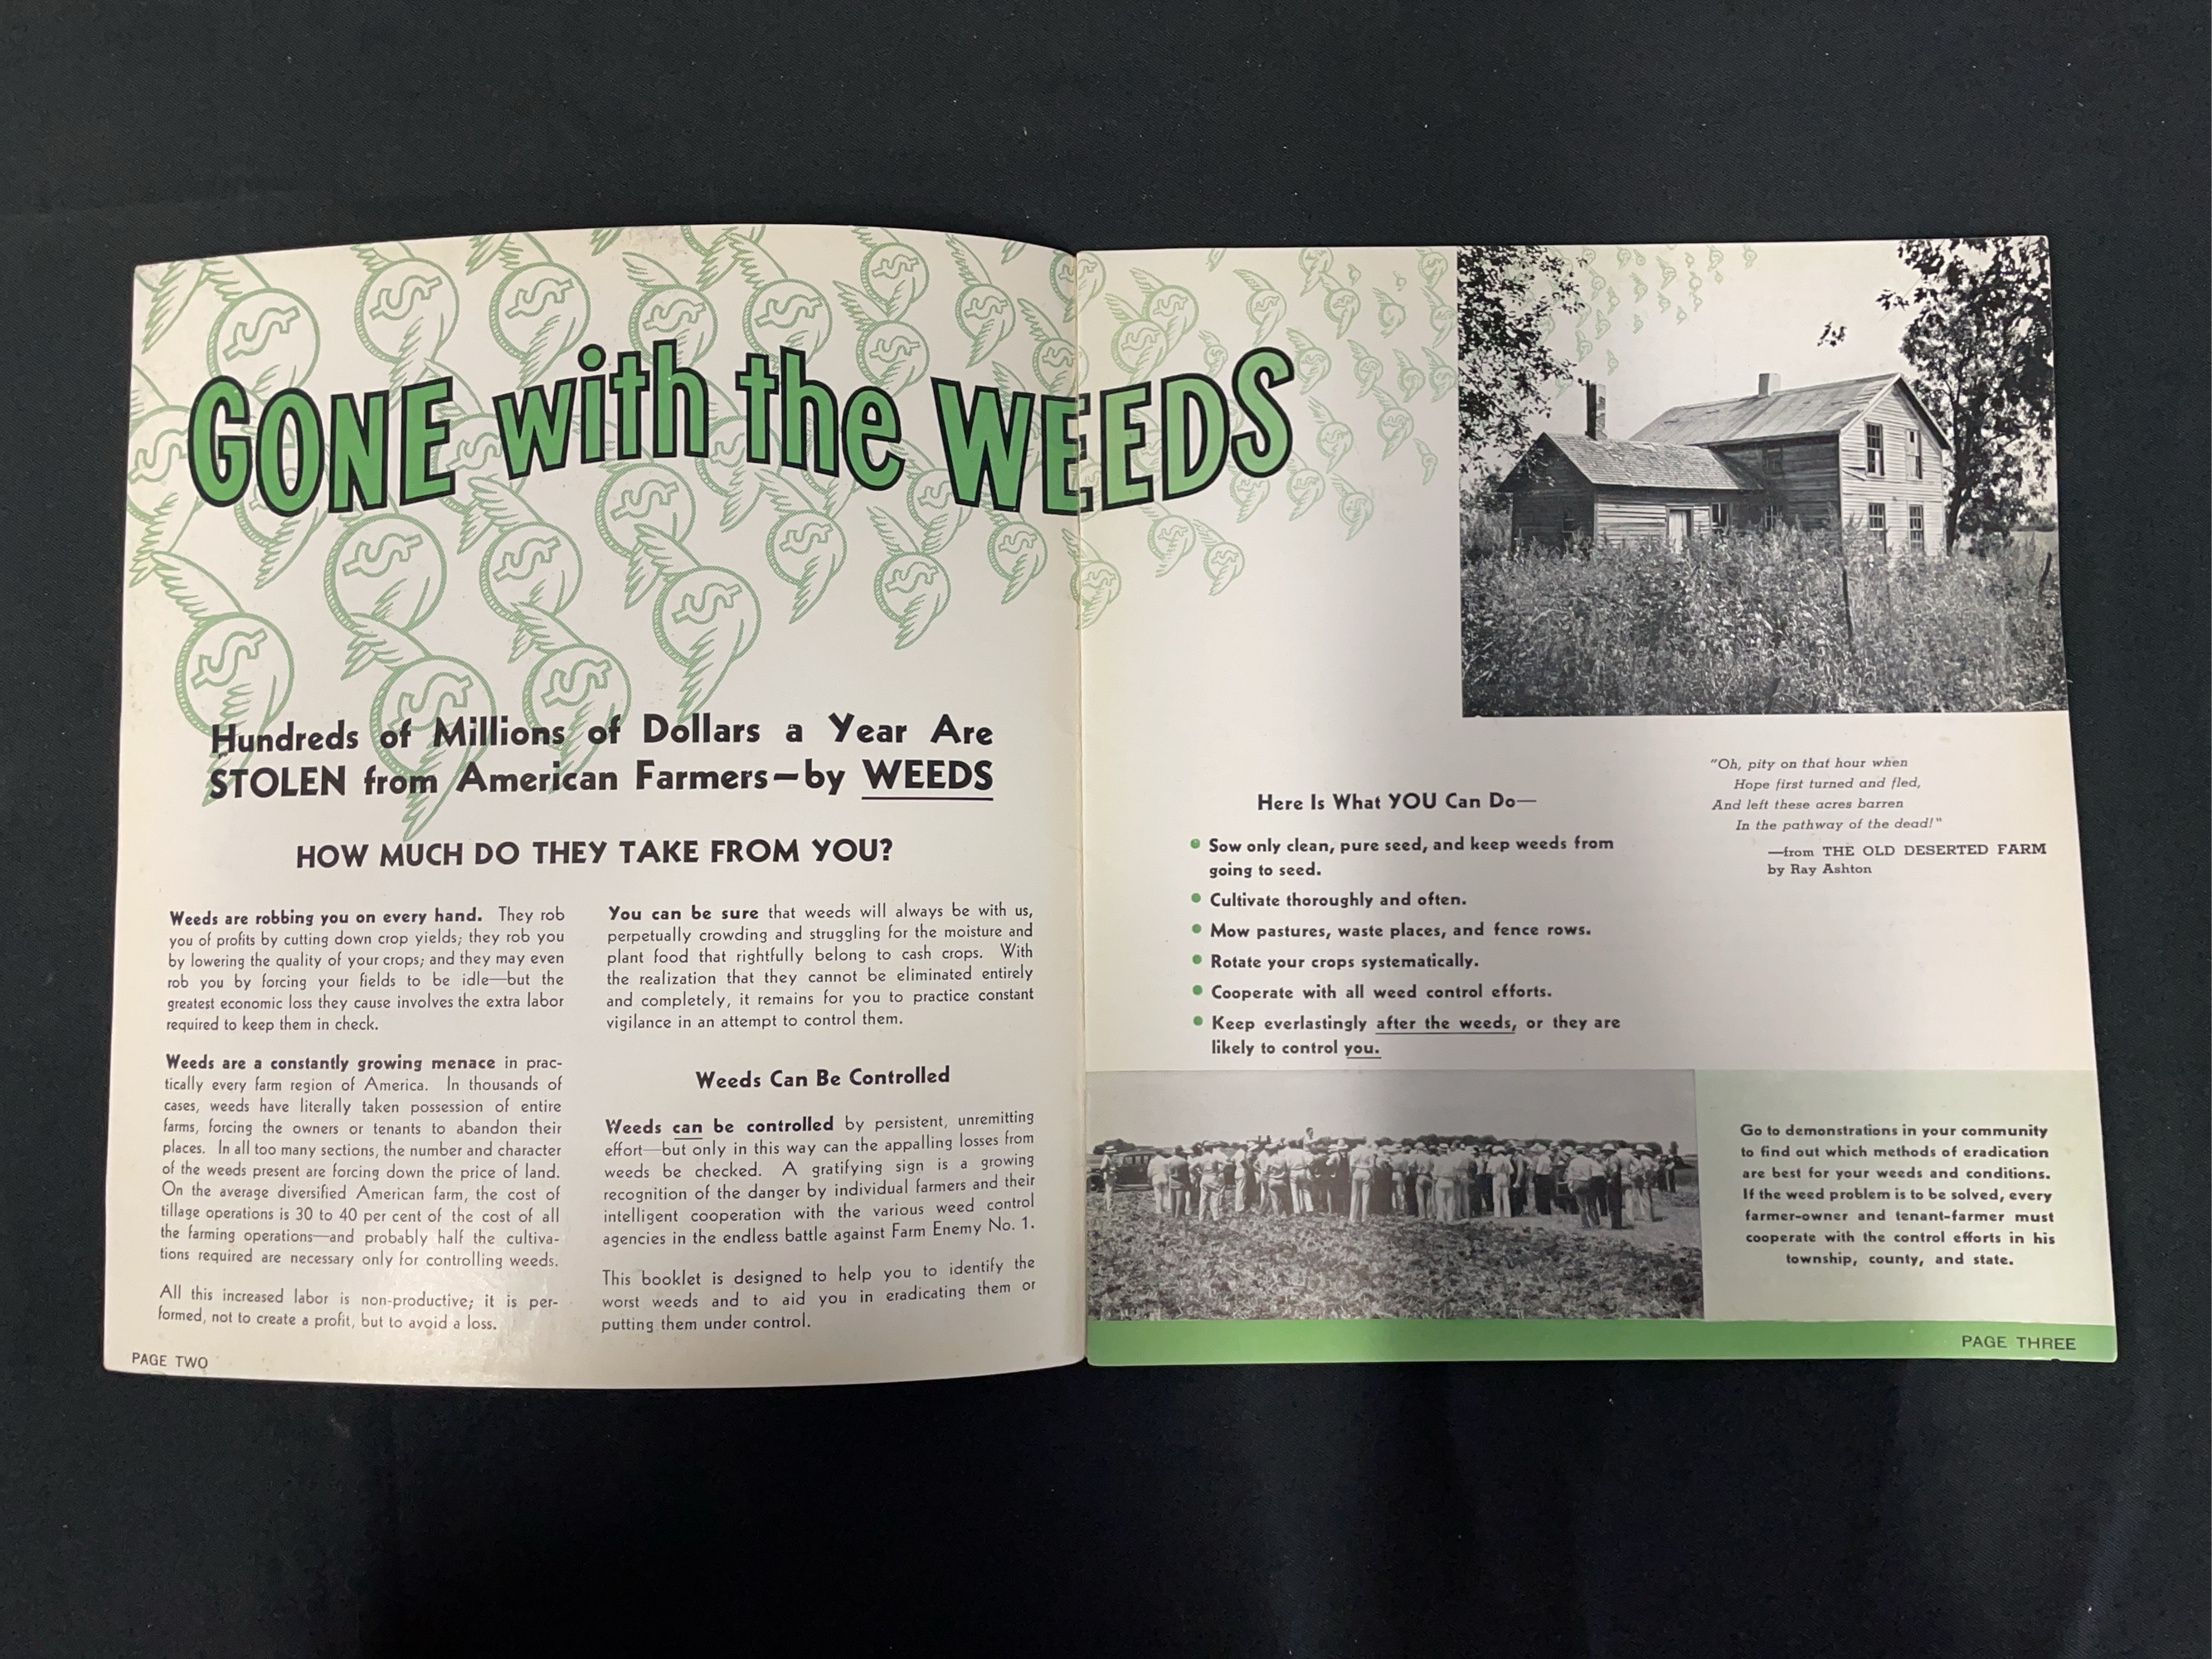 GONE with the WEEDS
Hundreds of Millions of Dollars a Year Are
STOLEN from American Farmers—by WEEDS
HOW MUCH DO THEY TAKE FROM YOU?
Weeds are robbing you on every hand. They rob
you of profits by cutting down crop yields; they rob you
by lowering the quality of your crops; and they may even
rob you by forcing your fields to be idle—but the
greatest economic loss they cause involves the extra labor
required to keep them in check.
Weeds are a constantly growing menace in prac-
tically every farm region of America. In thousands of
cases, weeds have literally taken possession of entire
farms, forcing the owners or tenants to abandon their
places. In all too many sections, the number and character
of the weeds present are forcing down the price of land.
On the average diversified American farm, the cost of
tillage operations is 30 to 40 per cent of the cost of all
the farming operations—and probably half the cultiva-
tions required are necessary only for controlling weeds.
All this increased labor is non-productive; it is per-
formed, not to create a profit, but to avoid a loss.
PAGE TWO
You can be sure that weeds will always be with us,
perpetually crowding and struggling for the moisture and
plant food that rightfully belong to cash crops. With
the realization that they cannot be eliminated entirely
and completely, it remains for you to practice constant
vigilance in an attempt to control them.
Weeds Can Be Controlled
Weeds can be controlled by persistent, unremitting
effort—but only in this way can the appalling losses from
weeds be checked. A gratifying sign is a growing
recognition of the danger by individual farmers and their
intelligent cooperation with the various weed control
agencies in the endless battle against Farm Enemy No. 1.
This booklet is designed to help you to identify the
worst weeds and to aid you in eradicating them or
putting them under control.
Here Is What YOU Can Do—
Sow only clean, pure seed, and keep weeds from
going to seed.
Cultivate thoroughly and often.
Mow pastures, waste places, and fence rows.
Rotate your crops systematically.
Cooperate with all weed control efforts.
Keep everlastingly after the weeds, or they are
likely to control you.
"Oh, pity on that hour when
Hope first turned and fled,
And left these acres barren
In the pathway of the dead!"
—from THE OLD DESERTED FARM
by Ray Ashton
Go to demonstrations in your community
to find out which methods of eradication
are best for your weeds and conditions.
If the weed problem is to be solved, every
farmer-owner and tenant-farmer must
cooperate with the control efforts in his
township, county, and state.
PAGE THREE